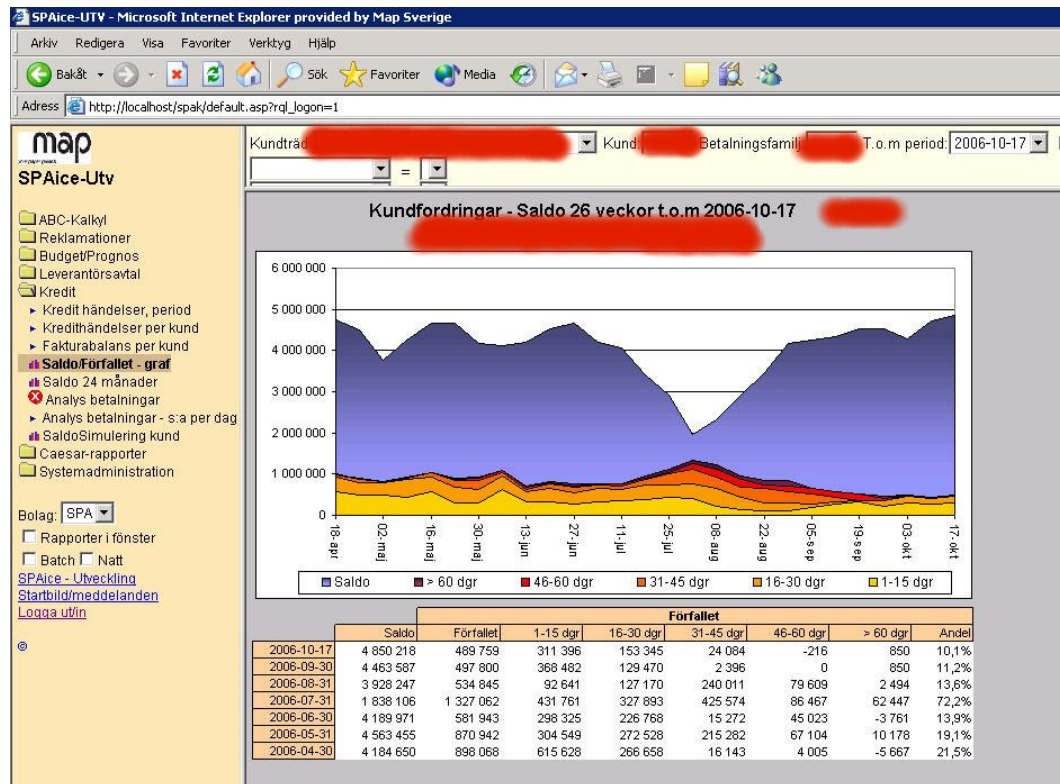 SPAice-UTV - Microsoft Internet Explorer provided by Map Sverige
Arkiv Redigera Visa Favoriter Verktyg Hjälp
Bakåt Sök Favoriter Media
Adress http://localhost/spak/default.asp?rql_logon=1
map
SPAice-Utv
Kundträd Kund: Betalningsfamilj T.o.m period: 2006-10-17
=
ABC-Kalkyl
Reklamationer
Budget/Prognos
Leverantörsavtal
Kredit
Kredit händelser, period
Kredithändelser per kund
Fakturabalans per kund
Saldo/Förfallet - graf
Saldo 24 månader
Analys betalningar
Analys betalningar - s:a per dag
SaldoSimulering kund
Caesar-rapporter
Systemadministration
Bolag: SPA
Rapporter i fönster
Batch Natt
SPAice - Utveckling
Startbild/meddelanden
Logga ut/in
©
Kundfordringar - Saldo 26 veckor t.o.m 2006-10-17
6 000 000
5 000 000
4 000 000
3 000 000
2 000 000
1 000 000
0
18-apr 02-maj 16-maj 30-maj 13-jun 27-jun 11-jul 25-jul 08-aug 22-aug 05-sep 19-sep 03-okt 17-okt
Saldo > 60 dgr 46-60 dgr 31-45 dgr 16-30 dgr 1-15 dgr
Förfallet
Saldo Förfallet 1-15 dgr 16-30 dgr 31-45 dgr 46-60 dgr > 60 dgr Andel
2006-10-17 4 850 218 489 759 311 396 153 345 24 084 -216 850 10,1%
2006-09-30 4 463 587 497 800 368 482 129 470 2 396 0 850 11,2%
2006-08-31 3 928 247 534 845 92 641 127 170 240 011 79 609 2 494 13,6%
2006-07-31 1 838 106 1 327 062 431 761 327 893 425 574 86 467 62 447 72,2%
2006-06-30 4 189 971 581 943 298 325 226 768 15 272 45 023 -3 761 13,9%
2006-05-31 4 563 455 870 942 304 549 272 528 215 282 67 104 10 178 19,1%
2006-04-30 4 184 650 898 068 615 628 266 658 16 143 4 005 -5 667 21,5%